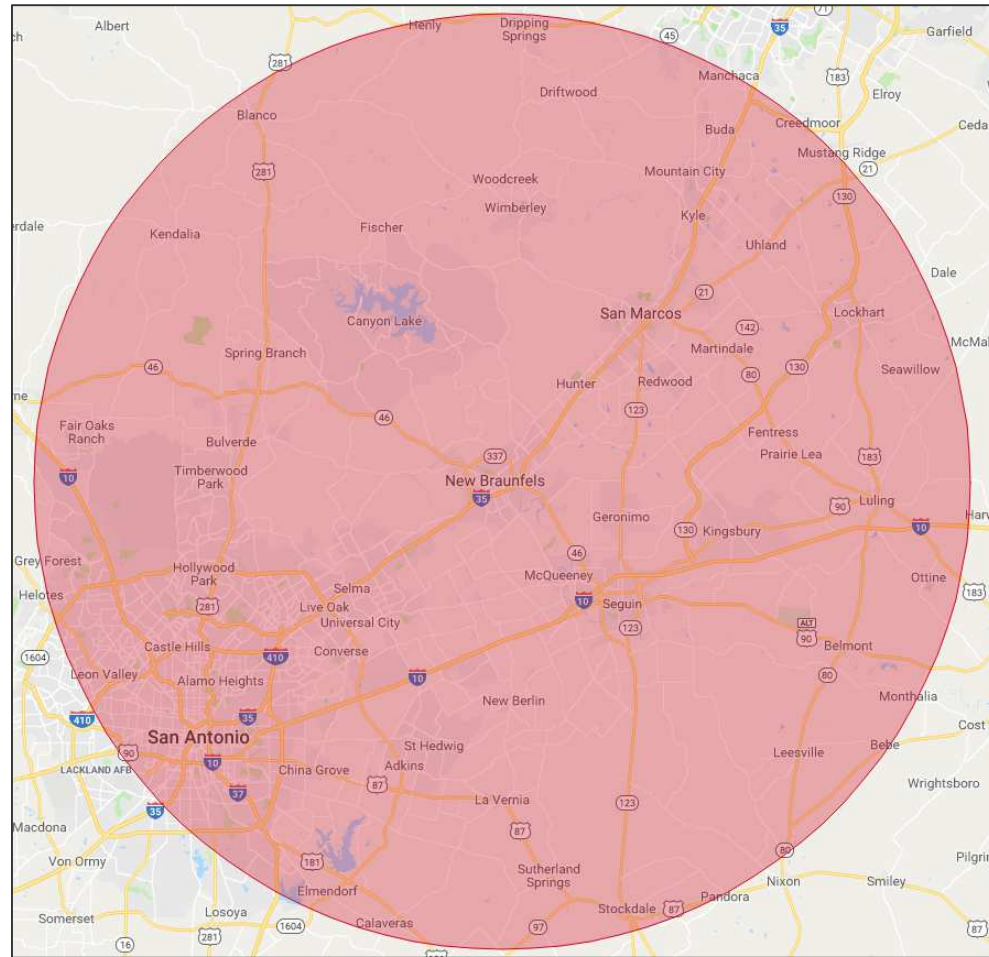 71
Albert
Henly
Dripping
Springs
35
Garfield
45
281
Manchaca
183
Driftwood
Elroy
Blanco
Creedmoor
Buda
Mustang Ridge
21
281
Mountain City
Woodcreek
130
Wimberley
Kyle
Fischer
Kendalia
Uhland
Dale
21
San Marcos
Lockhart
Canyon Lake
142
Martindale
Spring Branch
46
130
Seawillow
80
Hunter
Redwood
123
46
Fair Oaks
Ranch
Fentress
Bulverde
Prairie Lea
337
183
10
Timberwood
Park
New Braunfels
35
Luling
90
Geronimo
10
130
Kingsbury
46
Grey Forest
Hollywood
Park
McQueeney
Ottine
Selma
Helotes
183
281
Live Oak
10
Seguin
Universal City
ALT
90
123
Castle Hills
Converse
Belmont
1604
410
Leon Valley
Alamo Heights
10
80
New Berlin
Monthalia
410
35
San Antonio
St Hedwig
Bebe
90
Leesville
10
Adkins
LACKLAND AFB
China Grove
87
Wrightsboro
37
La Vernia
123
35
Macdona
87
80
Von Ormy
181
Sutherland
Springs
Nixon
Smiley
Elmendorf
Pandora
Somerset
Losoya
Stockdale
87
1604
Calaveras
97
87
281
16